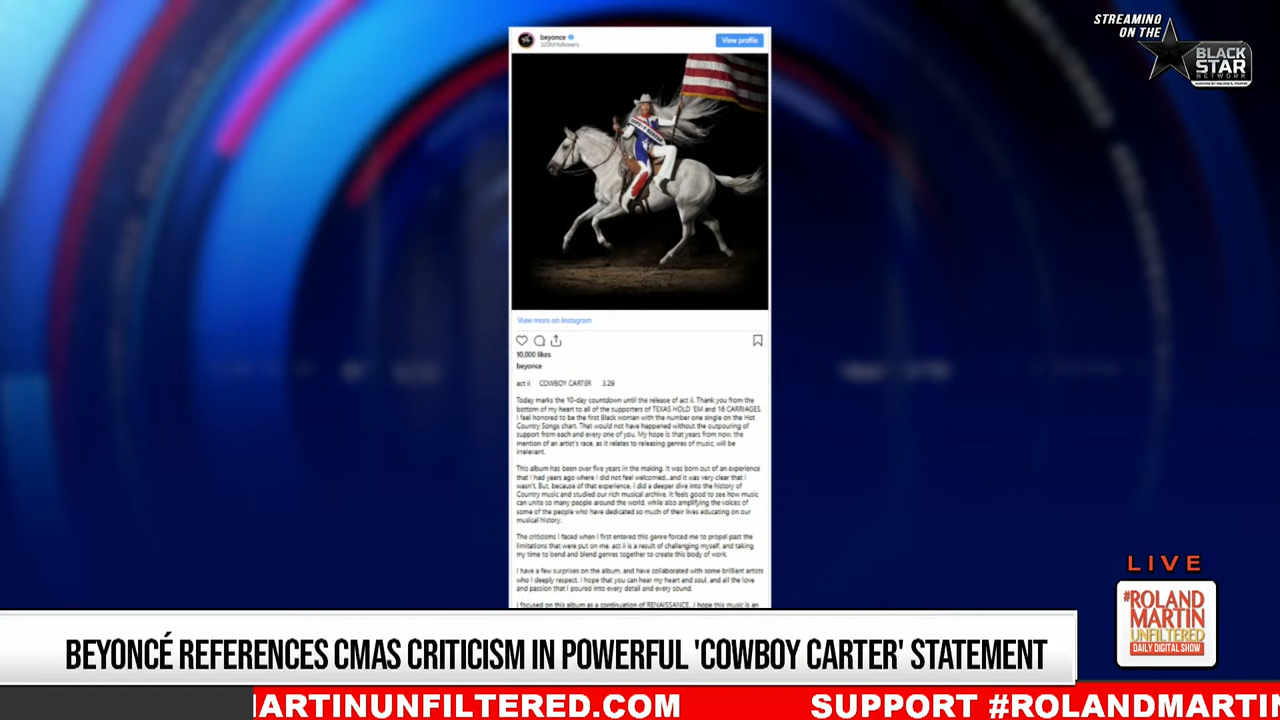 STREAMING
ON THE
BLACK
STAR
NETWORK
beyonce
320M followers
View profile
View more on Instagram
10,000 likes
beyonce
act ii COWBOY CARTER 3.29
Today marks the 10-day countdown until the release of act ii. Thank you from the
bottom of my heart to all of the supporters of TEXAS HOLD 'EM and 16 CARRIAGES.
I feel honored to be the first Black woman with the number one single on the Hot
Country Songs chart. That would not have happened without the outpouring of
support from each and every one of you. My hope is that years from now, the
mention of an artist's race, as it relates to releasing genres of music, will be
irrelevant.
This album has been over five years in the making. It was born out of an experience
that I had years ago where I did not feel welcomed...and it was very clear that I
wasn't. But, because of that experience, I did a deeper dive into the history of
Country music and studied our rich musical archive. It feels good to see how music
can unite so many people around the world, while also amplifying the voices of
some of the people who have dedicated so much of their lives educating on our
musical history.
The criticisms I faced when I first entered this genre forced me to propel past the
limitations that were put on me. act ii is a result of challenging myself, and taking
my time to bend and blend genres together to create this body of work.
I have a few surprises on the album, and have collaborated with some brilliant artists
who I deeply respect. I hope that you can hear my heart and soul, and all the love
and passion that I poured into every detail and every sound.
I focused on this album as a continuation of RENAISSANCE...I hope this music is an
LIVE
#ROLAND
MARTIN
UNFILTERED
DAILY DIGITAL SHOW
BEYONCÉ REFERENCES CMAS CRITICISM IN POWERFUL 'COWBOY CARTER' STATEMENT
ARTINUNFILTERED.COM SUPPORT #ROLANDMARTIN